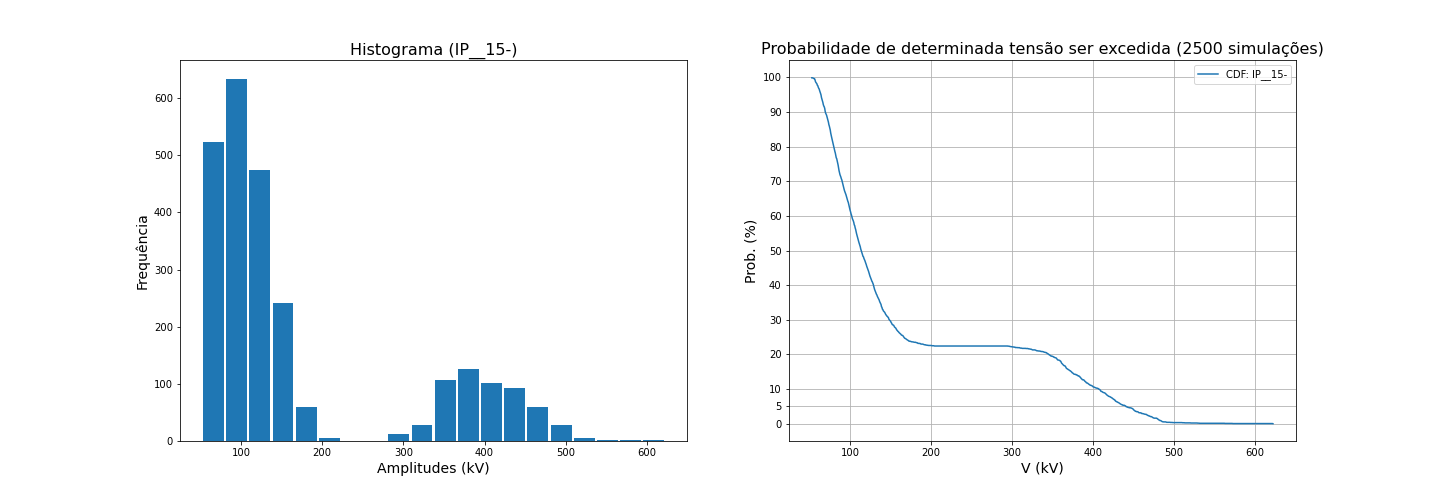 Histograma (IP__15-)
Frequência
600
500
400
300
200
100
0
100 200 300 400 500 600
Amplitudes (kV)
Probabilidade de determinada tensão ser excedida (2500 simulações)
CDF: IP__15-
Prob. (%)
100
90
80
70
60
50
40
30
20
10
5
0
100 200 300 400 500 600
V (kV)